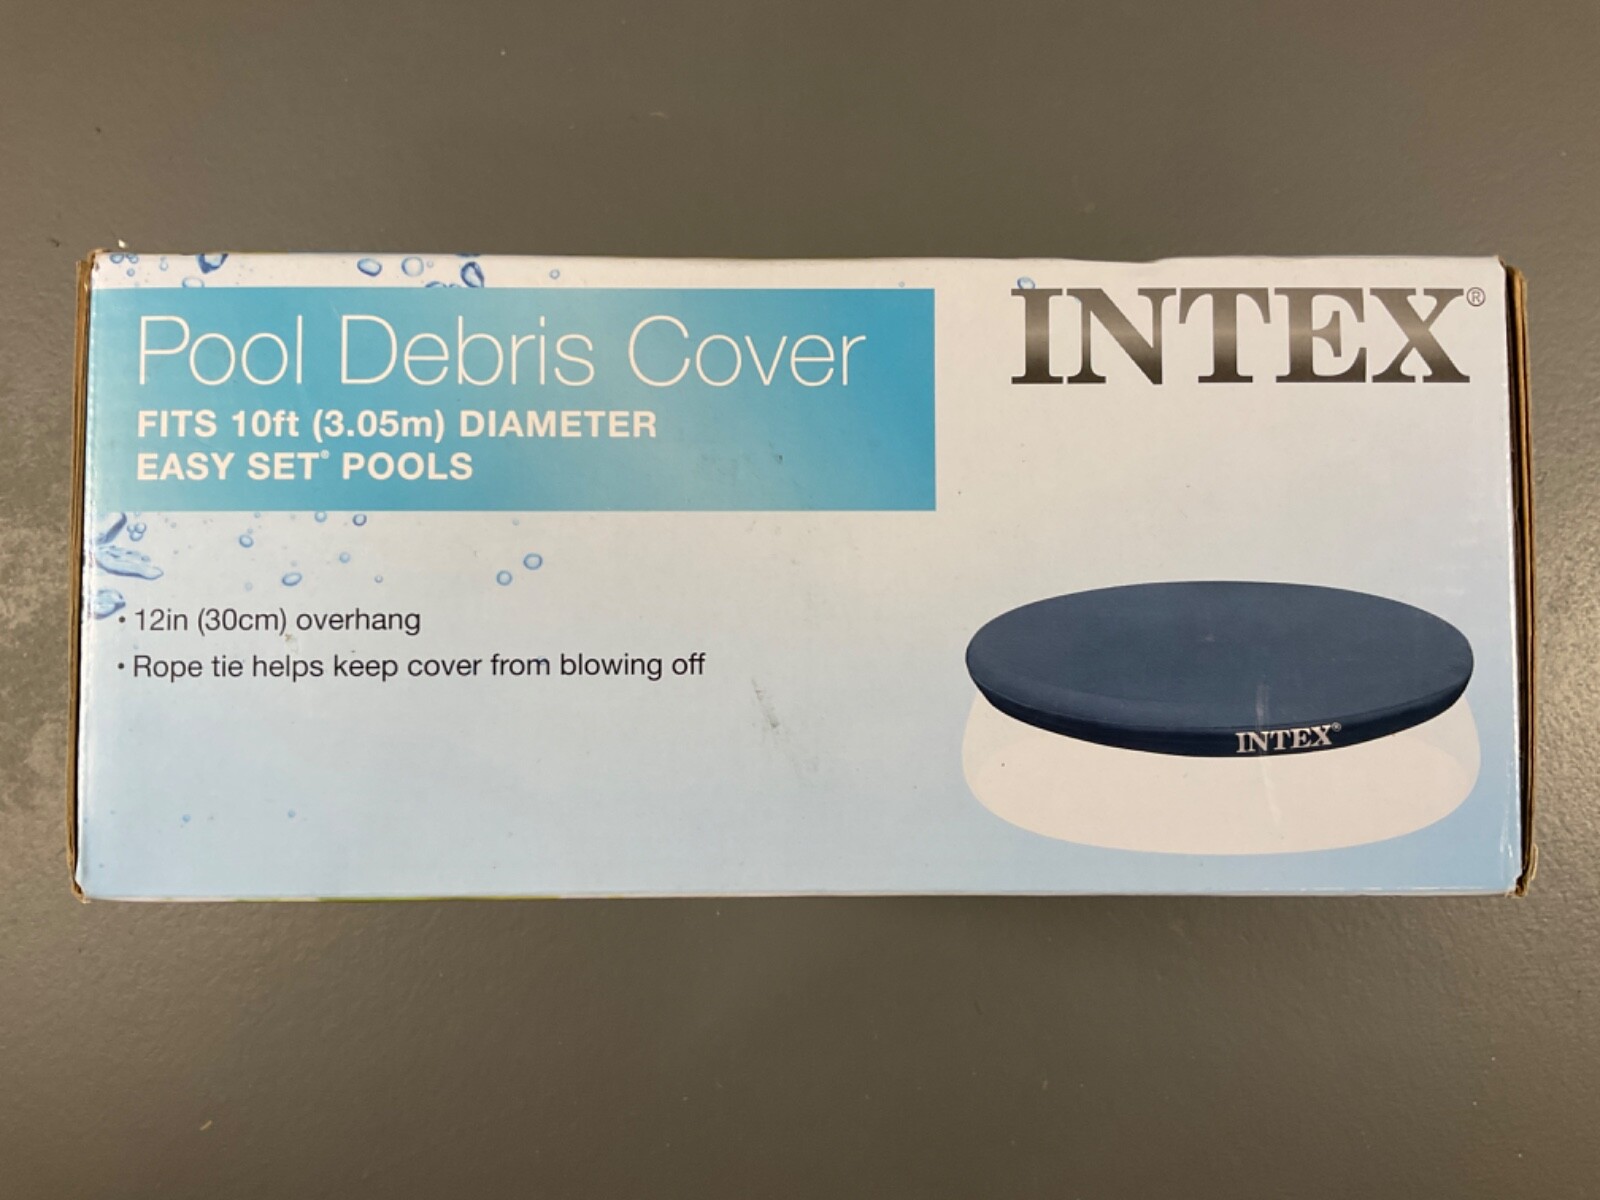 Pool Debris Cover
FITS 10ft (3.05m) DIAMETER
EASY SET® POOLS
INTEX®
• 12in (30cm) overhang
• Rope tie helps keep cover from blowing off
INTEX®